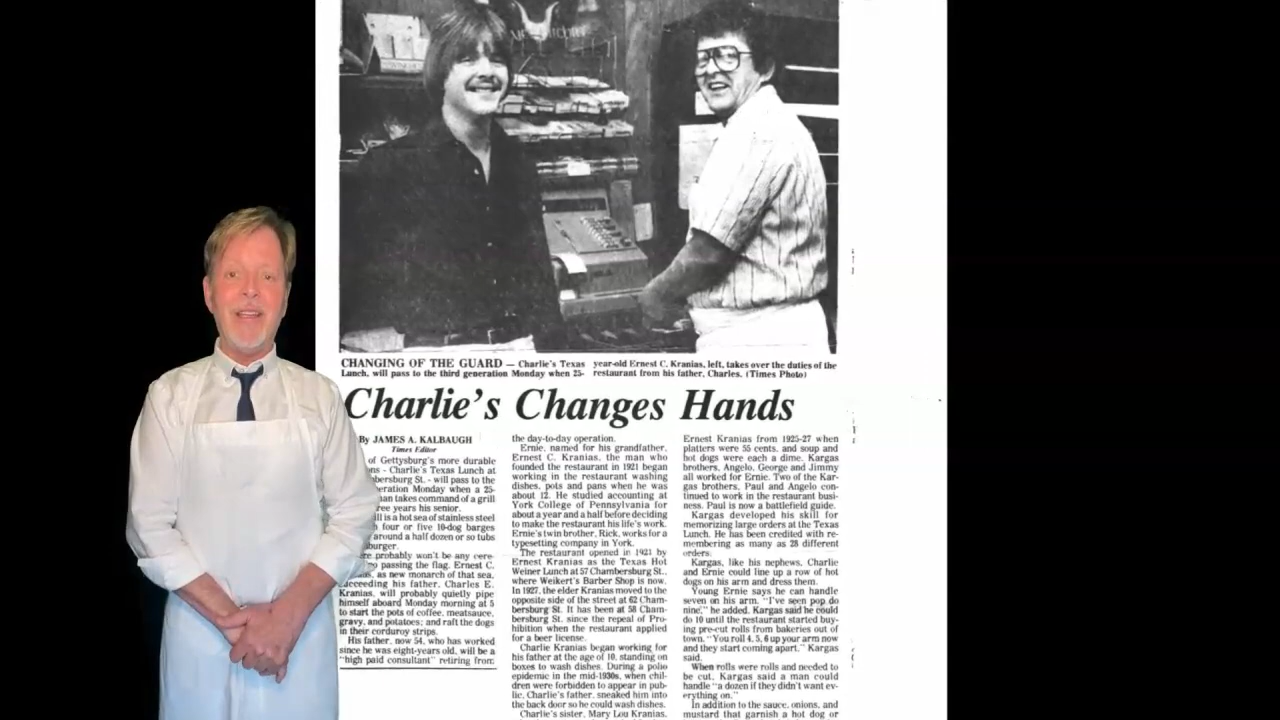 CHANGING OF THE GUARD — Charlie's Texas
Lunch, will pass to the third generation Monday when 25-
year-old Ernest C. Kranias, left, takes over the duties of the
restaurant from his father, Charles. (Times Photo)
Charlie's Changes Hands
By JAMES A. KALBAUGH
Times Editor
of Gettysburg's more durable
ns - Charlie's Texas Lunch at
bersburg St. - will pass to the
eration Monday when a 25-
man takes command of a grill
ree years his senior.
ill is a hot sea of stainless steel
h four or five 10-dog barges
around a half dozen or so tubs
burger.
re probably won't be any cere-
passing the flag. Ernest C.
as, as new monarch of that sea,
ucceeding his father, Charles E.
Kranias, will probably quietly pipe
himself aboard Monday morning at 5
to start the pots of coffee, meatsauce,
gravy, and potatoes; and raft the dogs
in their corduroy strips.
His father, now 54, who has worked
since he was eight-years old, will be a
"high paid consultant" retiring from
the day-to-day operation.
Ernie, named for his grandfather,
Ernest C. Kranias, the man who
founded the restaurant in 1921 began
working in the restaurant washing
dishes, pots and pans when he was
about 12. He studied accounting at
York College of Pennsylvania for
about a year and a half before deciding
to make the restaurant his life's work.
Ernie's twin brother, Rick, works for a
typesetting company in York.
The restaurant opened in 1921 by
Ernest Kranias as the Texas Hot
Weiner Lunch at 57 Chambersburg St.,
where Weikert's Barber Shop is now.
In 1927, the elder Kranias moved to the
opposite side of the street at 62 Cham-
bersburg St. It has been at 58 Cham-
bersburg St. since the repeal of Pro-
hibition when the restaurant applied
for a beer license.
Charlie Kranias began working for
his father at the age of 10, standing on
boxes to wash dishes. During a polio
epidemic in the mid-1930s, when chil-
dren were forbidden to appear in pub-
lic, Charlie's father, sneaked him into
the back door so he could wash dishes.
Charlie's sister, Mary Lou Kranias,
Ernest Kranias from 1925-27 when
platters were 55 cents, and soup and
hot dogs were each a dime. Kargas
brothers, Angelo, George and Jimmy
all worked for Ernie. Two of the Kar-
gas brothers, Paul and Angelo con-
tinued to work in the restaurant busi-
ness. Paul is now a battlefield guide.
Kargas developed his skill for
memorizing large orders at the Texas
Lunch. He has been credited with re-
membering as many as 28 different
orders.
Kargas, like his nephews, Charlie
and Ernie could line up a row of hot
dogs on his arm and dress them.
Young Ernie says he can handle
seven on his arm. "I've seen pop do
nine," he added. Kargas said he could
do 10 until the restaurant started buy-
ing pre-cut rolls from bakeries out of
town. "You roll 4, 5, 6 up your arm now
and they start coming apart," Kargas
said.
When rolls were rolls and needed to
be cut, Kargas said a man could
handle "a dozen if they didn't want ev-
erything on."
In addition to the sauce, onions, and
mustard that garnish a hot dog or